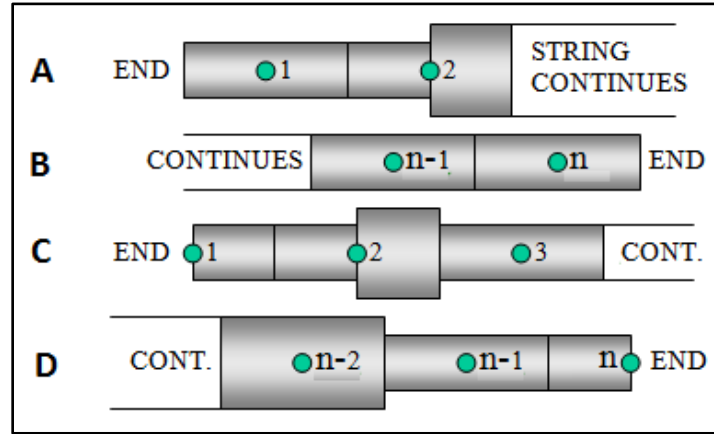 A END 1 2 STRING
CONTINUES
B CONTINUES n-1 n END
C END 1 2 3 CONT.
D CONT. n-2 n-1 n END